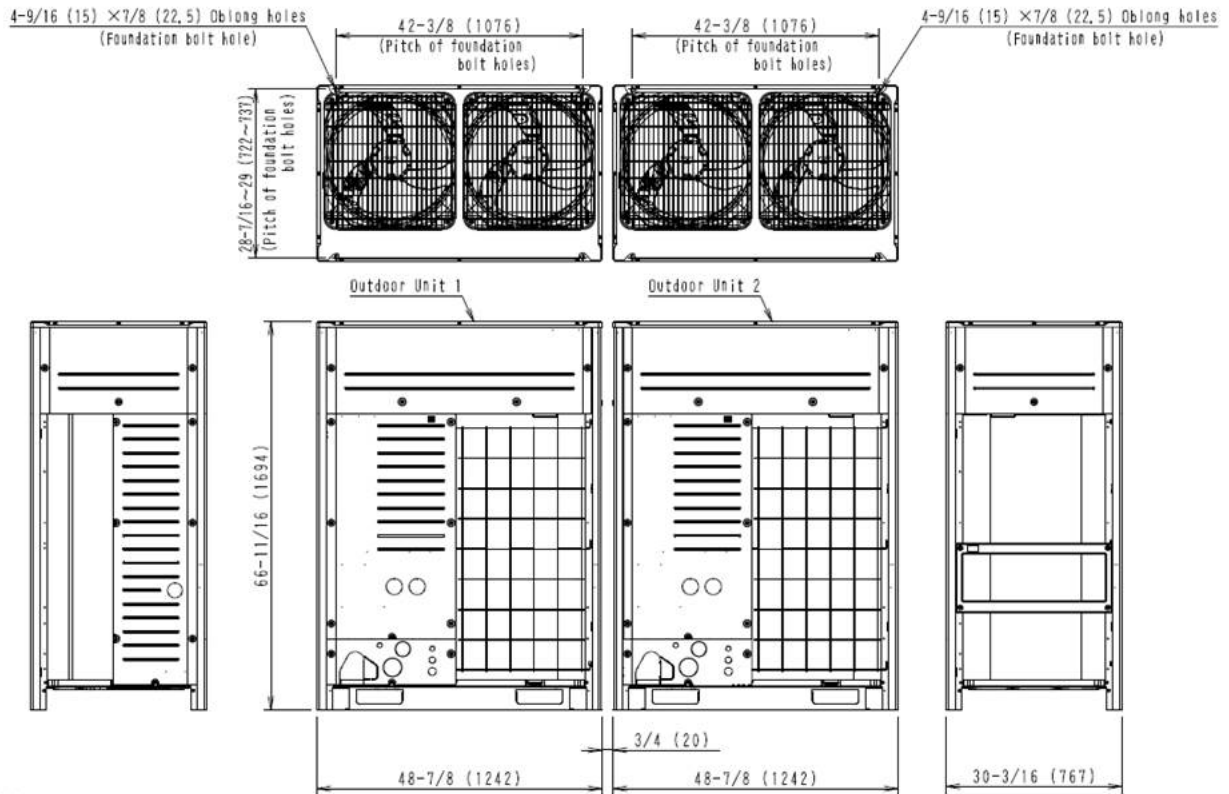 4-9/16 (15) ×7/8 (22.5) Oblong holes
(Foundation bolt hole)
42-3/8 (1076)
(Pitch of foundation
bolt holes)
42-3/8 (1076)
(Pitch of foundation
bolt holes)
4-9/16 (15) ×7/8 (22.5) Oblong holes
(Foundation bolt hole)
28-7/16~29 (722~737)
(Pitch of foundation
bolt holes)
Outdoor Unit 1
Outdoor Unit 2
66-11/16 (1694)
3/4 (20)
48-7/8 (1242)
48-7/8 (1242)
30-3/16 (767)